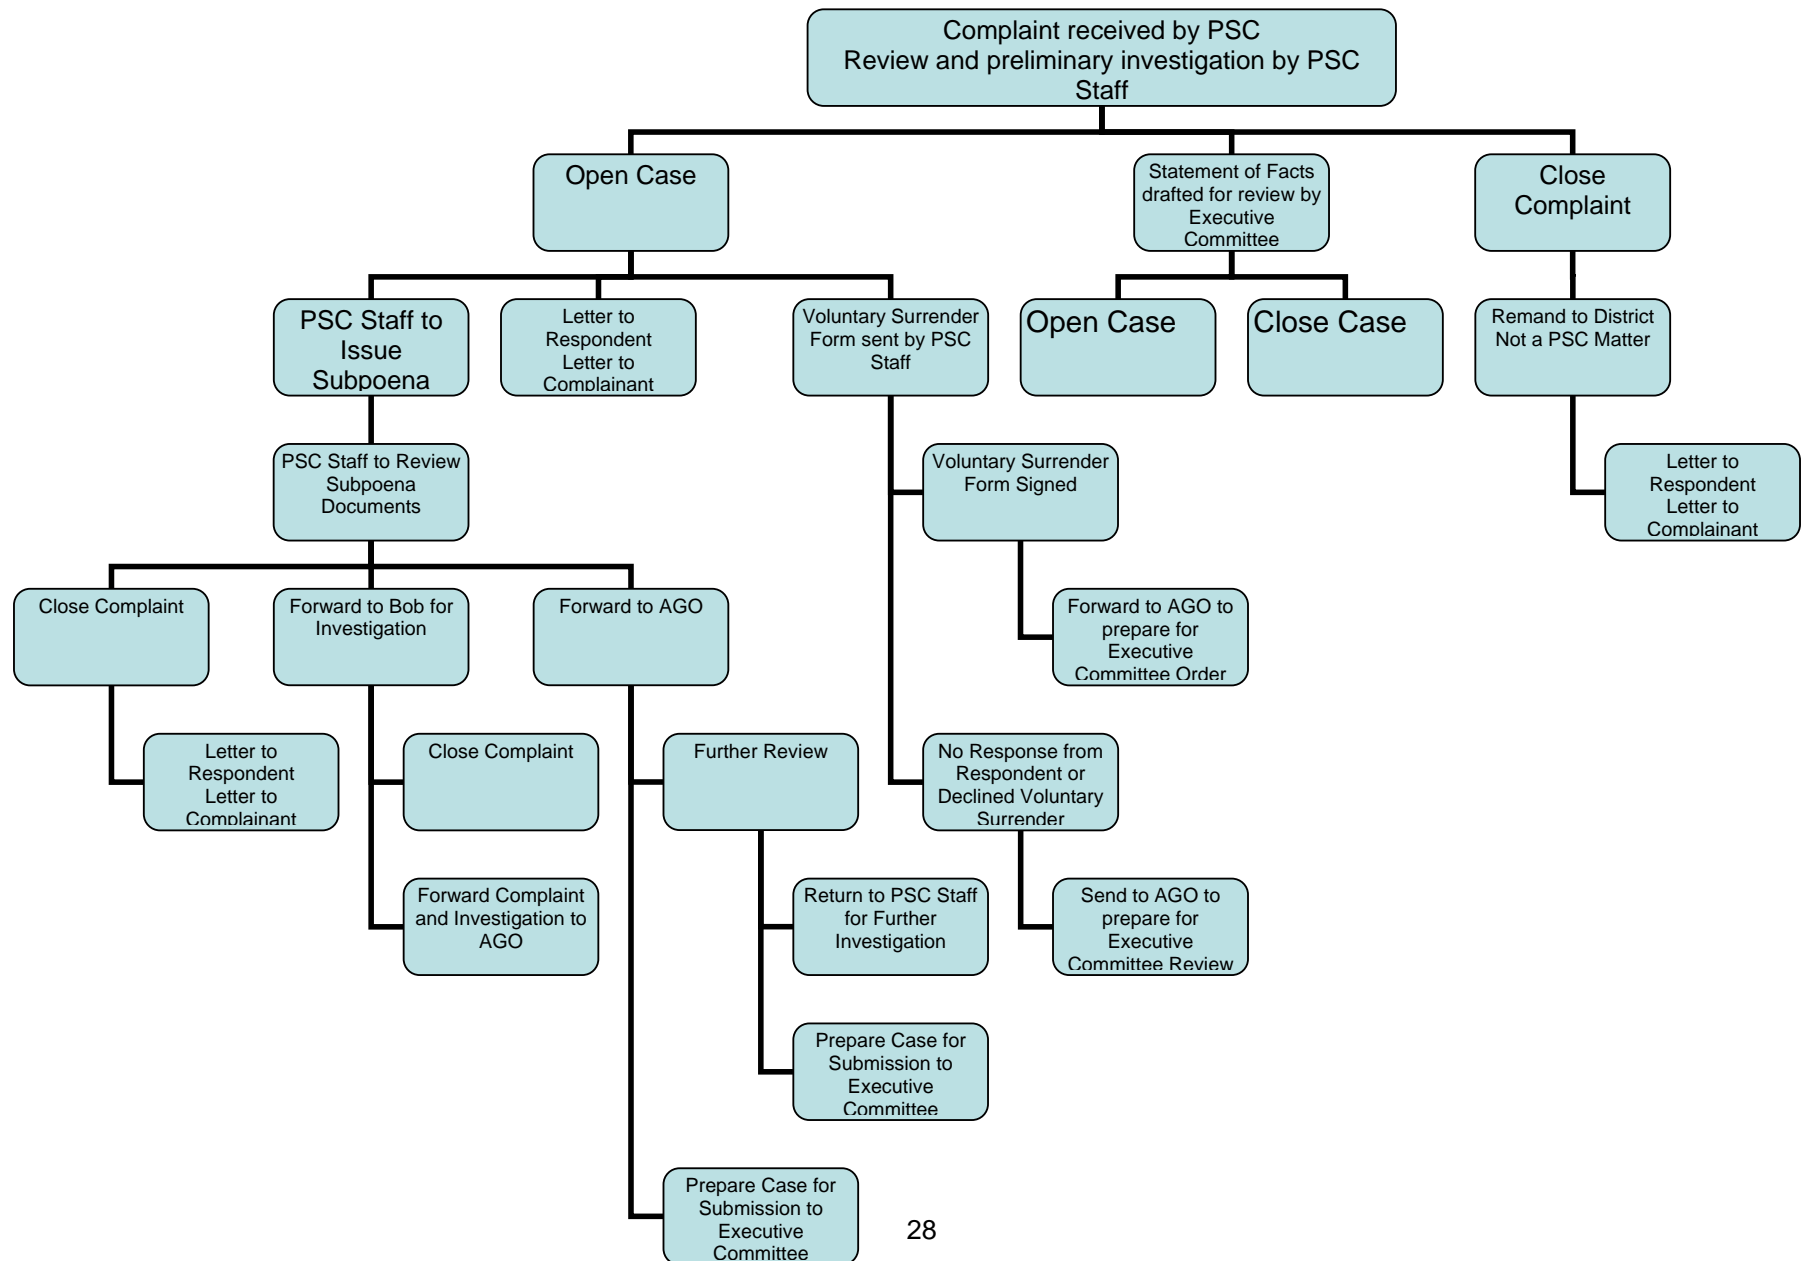 Complaint received by PSC
Review and preliminary investigation by PSC
Staff
Open Case
Statement of Facts
drafted for review by
Executive
Committee
Close
Complaint
PSC Staff to
Issue
Subpoena
Letter to
Respondent
Letter to
Complainant
Voluntary Surrender
Form sent by PSC
Staff
Open Case
Close Case
Remand to District
Not a PSC Matter
PSC Staff to Review
Subpoena
Documents
Voluntary Surrender
Form Signed
Letter to
Respondent
Letter to
Complainant
Close Complaint
Forward to Bob for
Investigation
Forward to AGO
Forward to AGO to
prepare for
Executive
Committee Order
Letter to
Respondent
Letter to
Complainant
Close Complaint
Further Review
No Response from
Respondent or
Declined Voluntary
Surrender
Forward Complaint
and Investigation to
AGO
Return to PSC Staff
for Further
Investigation
Send to AGO to
prepare for
Executive
Committee Review
Prepare Case for
Submission to
Executive
Committee
Prepare Case for
Submission to
Executive
Committee
28